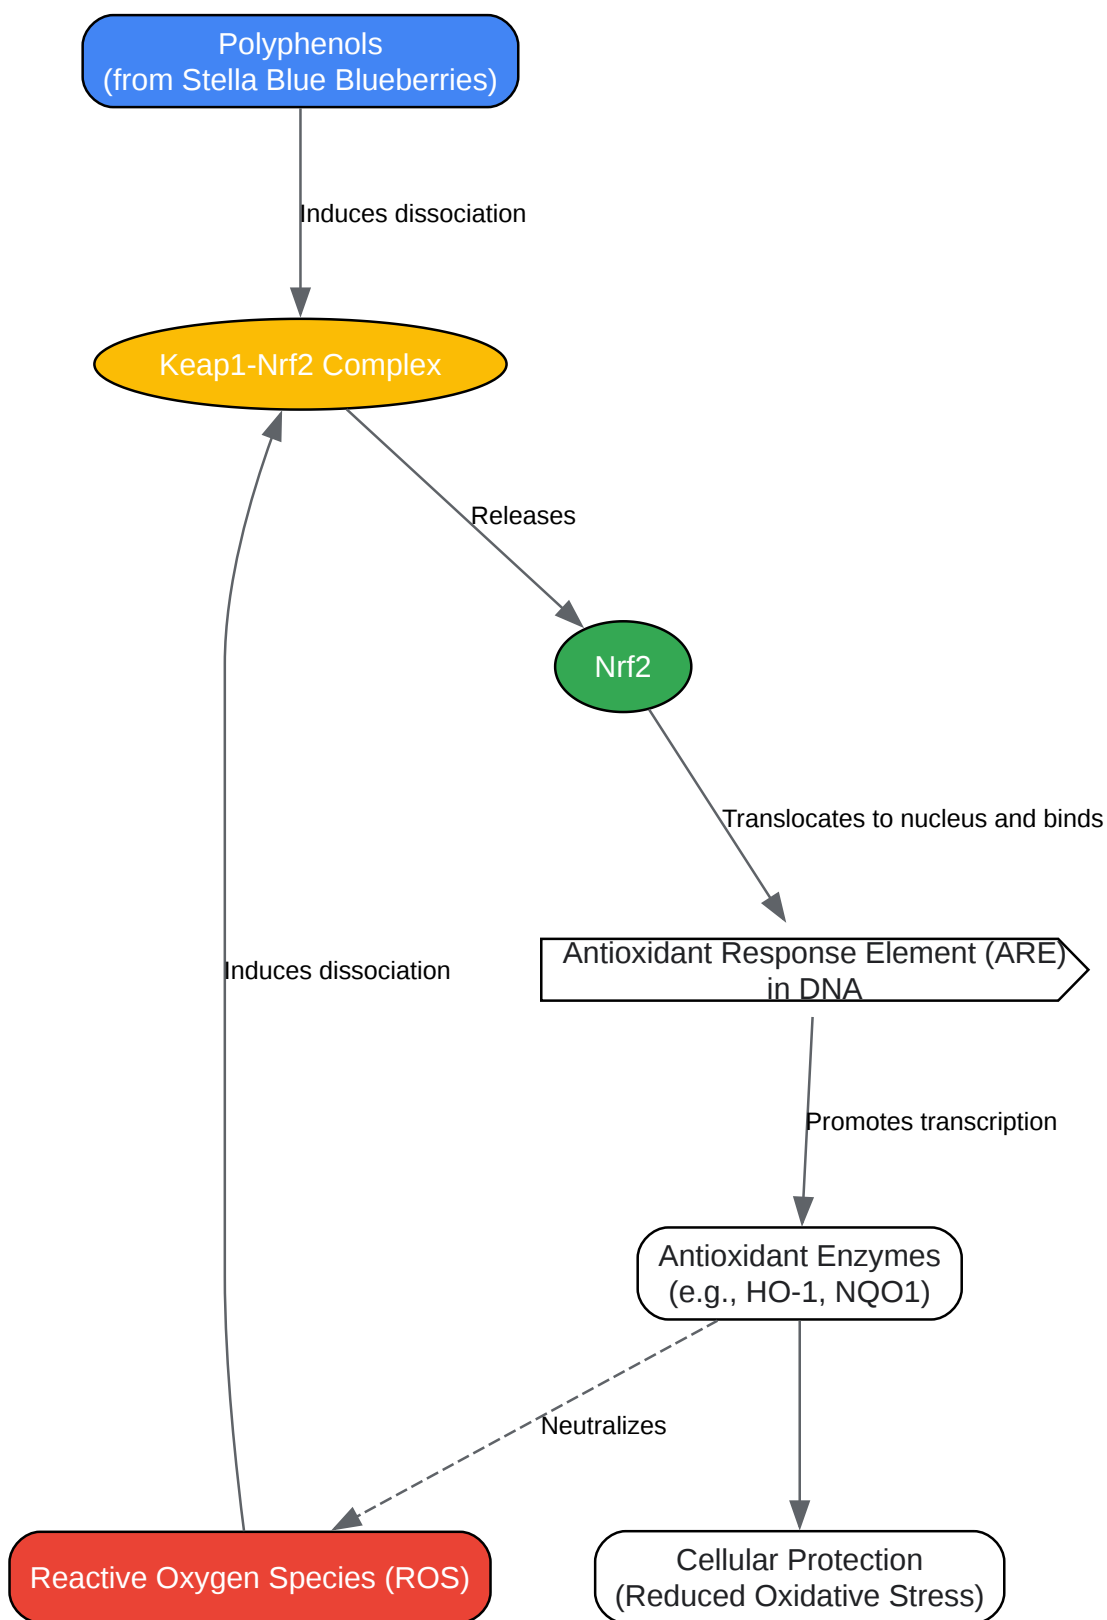 Polyphenols
(from Stella Blue Blueberries)
Induces dissociation
Keap1-Nrf2 Complex
Releases
Nrf2
Translocates to nucleus and binds
Antioxidant Response Element (ARE)
in DNA
Induces dissociation
Promotes transcription
Antioxidant Enzymes
(e.g., HO-1, NQO1)
Neutralizes
Reactive Oxygen Species (ROS)
Cellular Protection
(Reduced Oxidative Stress)